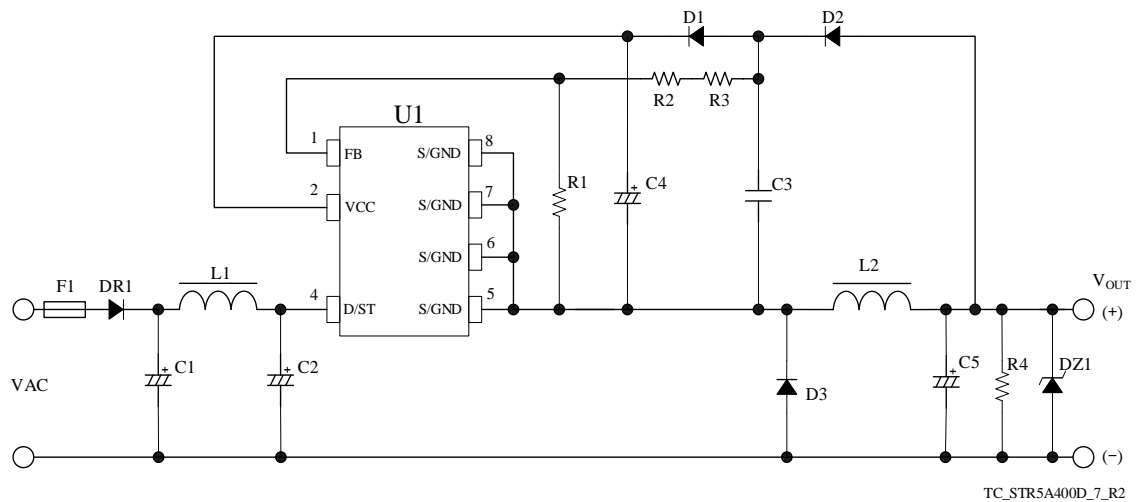 D1
D2
R2
R3
U1
1
FB
S/GND
8
2
VCC
S/GND
7
S/GND
6
4
D/ST
S/GND
5
R1
C4
C3
F1
DR1
L1
L2
VOUT
(+)
C1
C2
VAC
D3
C5
R4
DZ1
(−)
TC_STR5A400D_7_R2